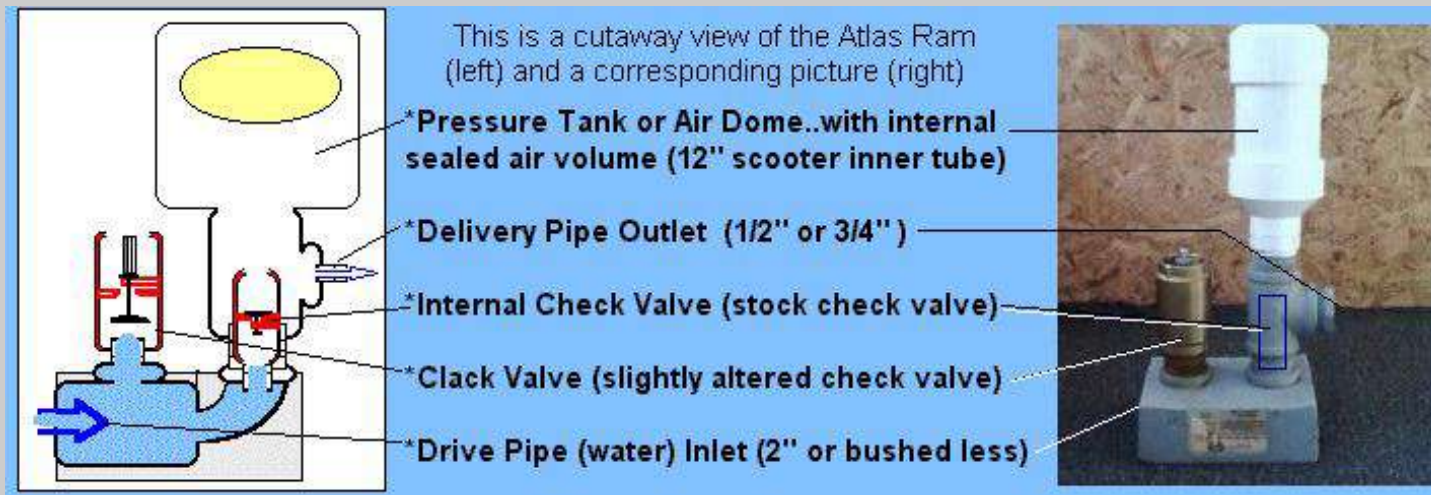 This is a cutaway view of the Atlas Ram
(left) and a corresponding picture (right)
*Pressure Tank or Air Dome..with internal
sealed air volume (12" scooter inner tube)
*Delivery Pipe Outlet (1/2" or 3/4" )
*Internal Check Valve (stock check valve)
*Clack Valve (slightly altered check valve)
*Drive Pipe (water) Inlet (2" or bushed less)